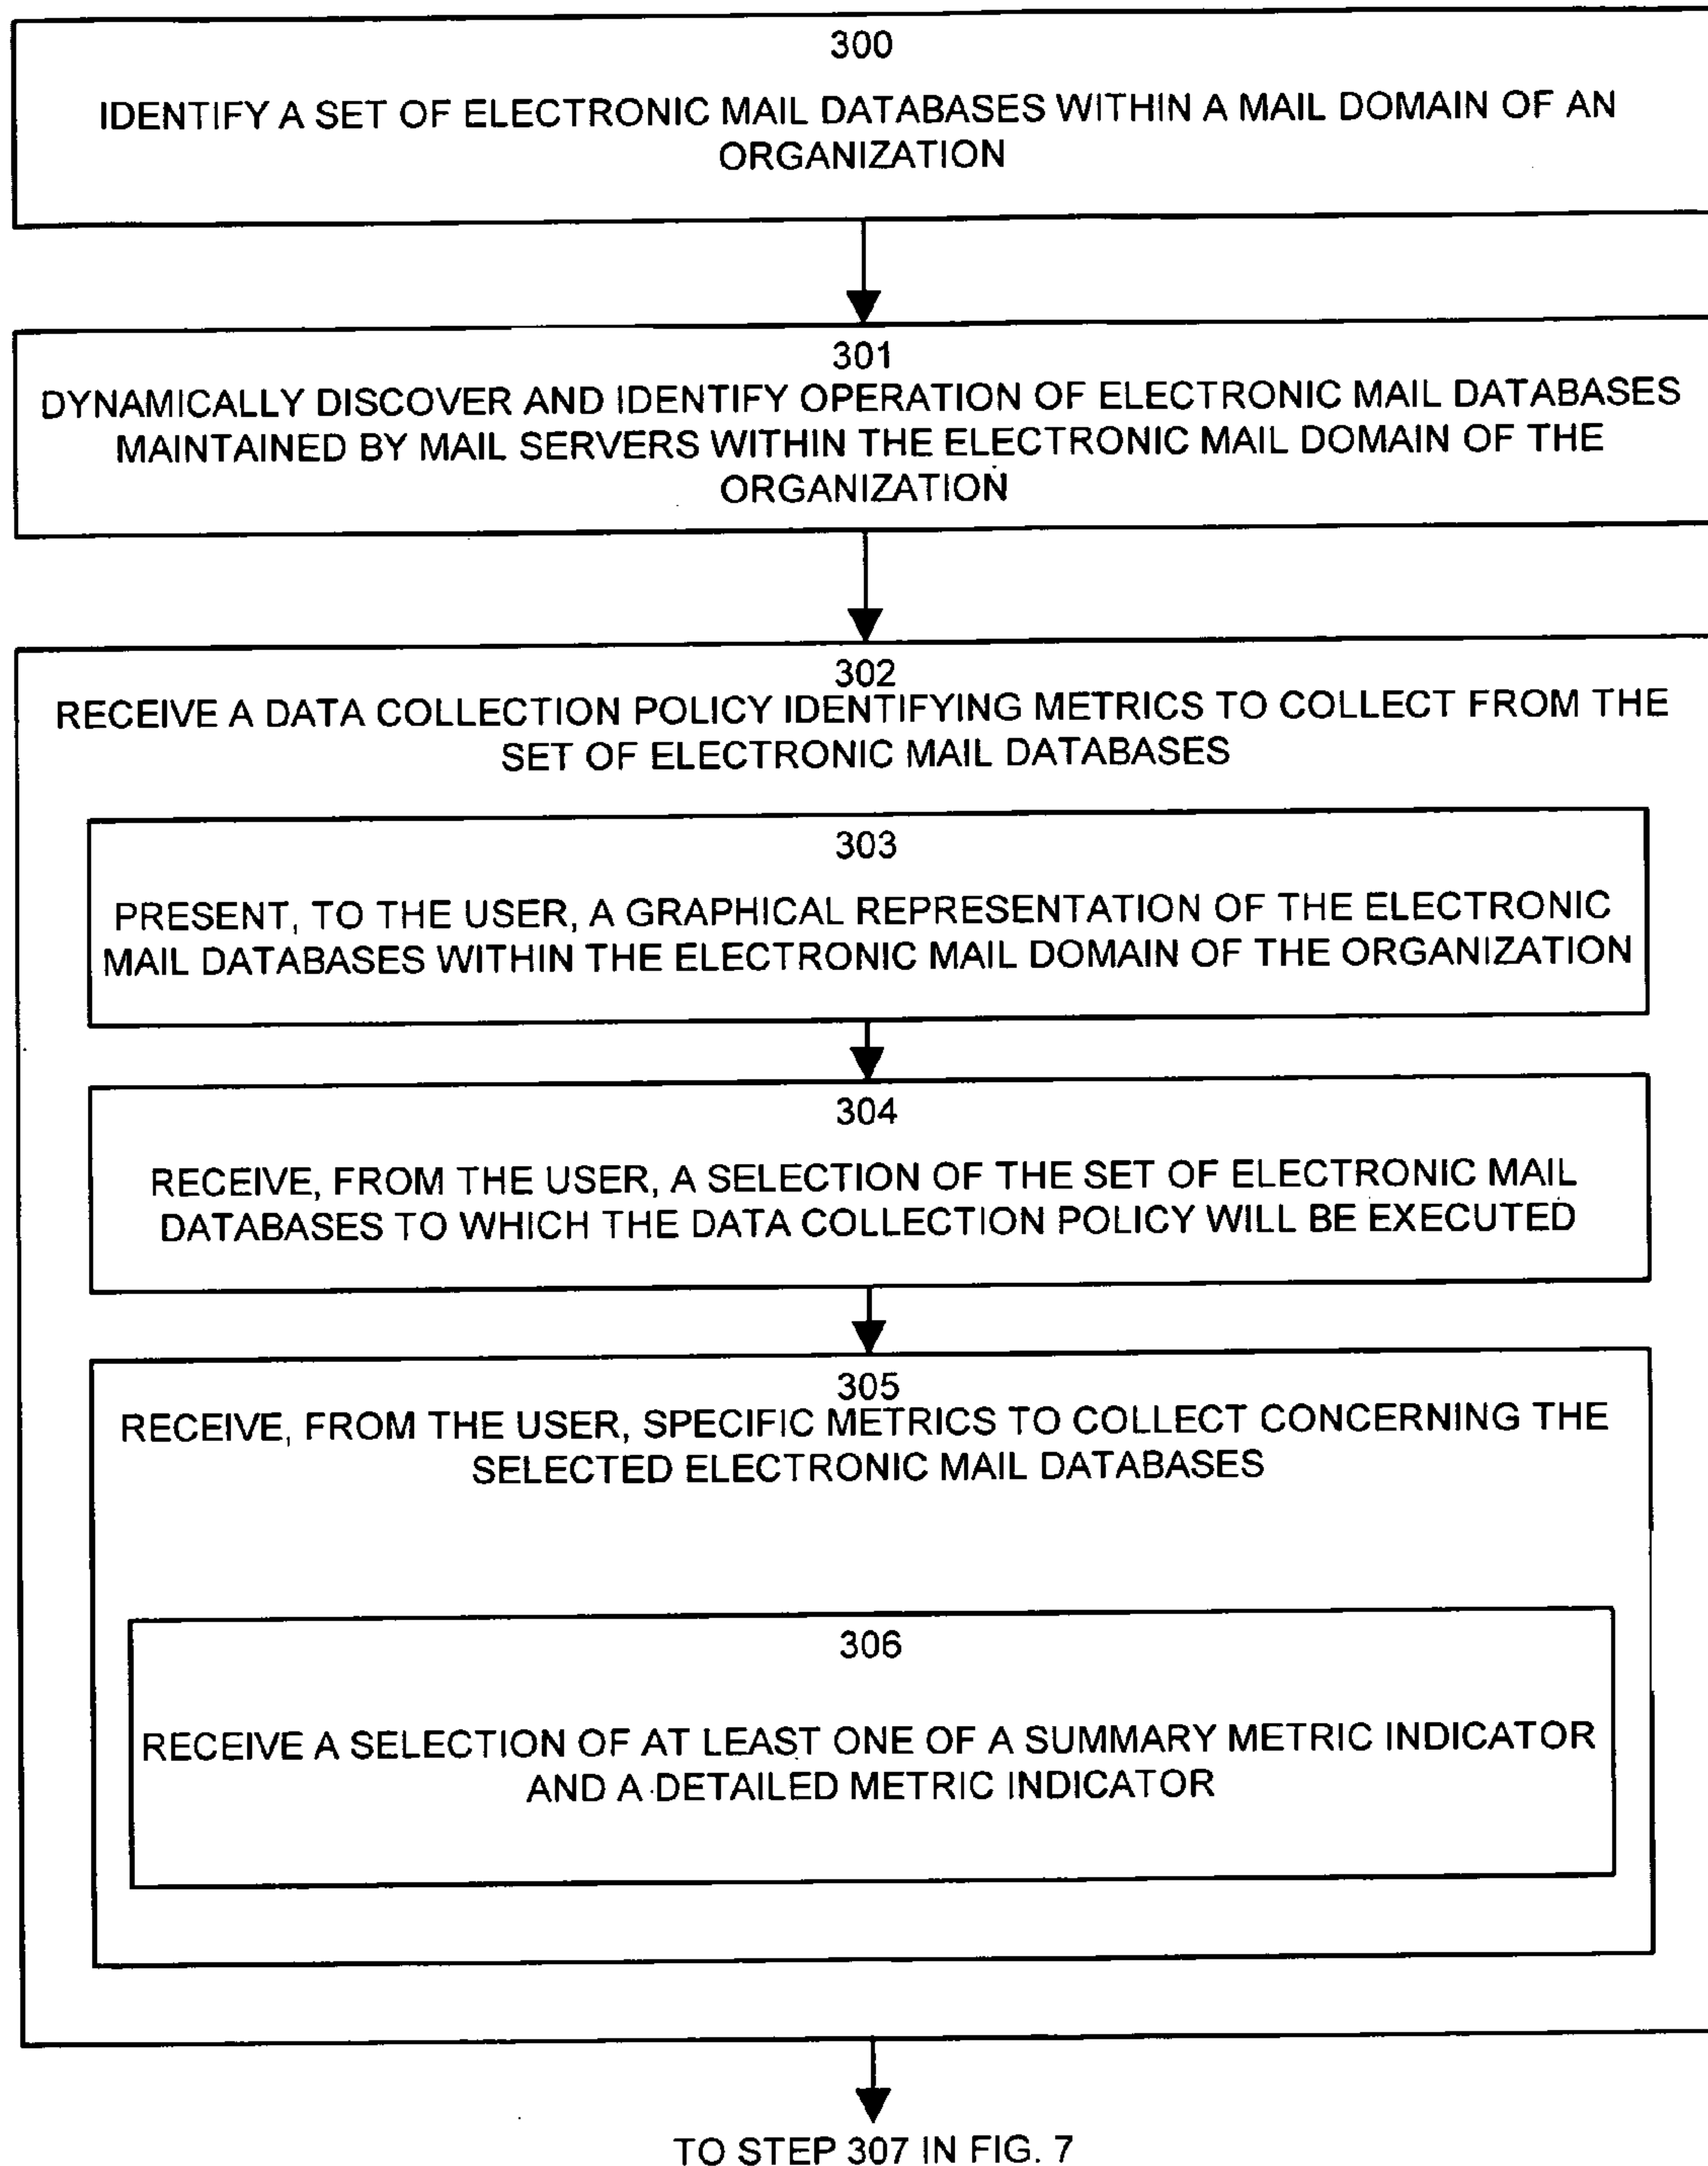 300
IDENTIFY A SET OF ELECTRONIC MAIL DATABASES WITHIN A MAIL DOMAIN OF AN
ORGANIZATION
301
DYNAMICALLY DISCOVER AND IDENTIFY OPERATION OF ELECTRONIC MAIL DATABASES
MAINTAINED BY MAIL SERVERS WITHIN THE ELECTRONIC MAIL DOMAIN OF THE
ORGANIZATION
302
RECEIVE A DATA COLLECTION POLICY IDENTIFYING METRICS TO COLLECT FROM THE
SET OF ELECTRONIC MAIL DATABASES
303
PRESENT, TO THE USER, A GRAPHICAL REPRESENTATION OF THE ELECTRONIC
MAIL DATABASES WITHIN THE ELECTRONIC MAIL DOMAIN OF THE ORGANIZATION
304
RECEIVE, FROM THE USER, A SELECTION OF THE SET OF ELECTRONIC MAIL
DATABASES TO WHICH THE DATA COLLECTION POLICY WILL BE EXECUTED
305
RECEIVE, FROM THE USER, SPECIFIC METRICS TO COLLECT CONCERNING THE
SELECTED ELECTRONIC MAIL DATABASES
306
RECEIVE A SELECTION OF AT LEAST ONE OF A SUMMARY METRIC INDICATOR
AND A DETAILED METRIC INDICATOR
TO STEP 307 IN FIG. 7